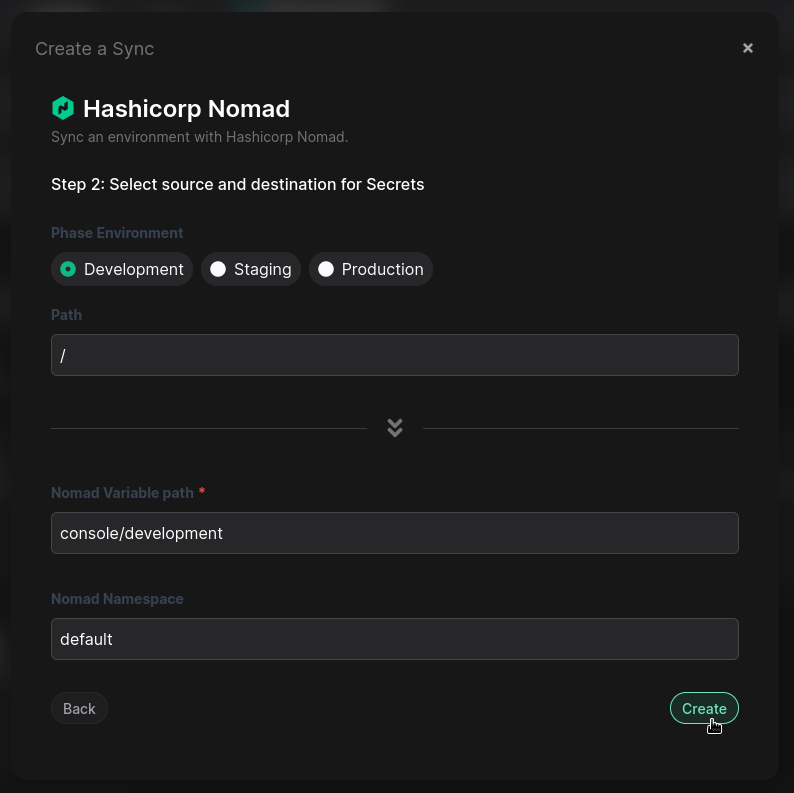 Create a Sync
Hashicorp Nomad
Sync an environment with Hashicorp Nomad.
Step 2: Select source and destination for Secrets
Phase Environment
Development Staging Production
Path
/
Nomad Variable path *
console/development
Nomad Namespace
default
Back Create